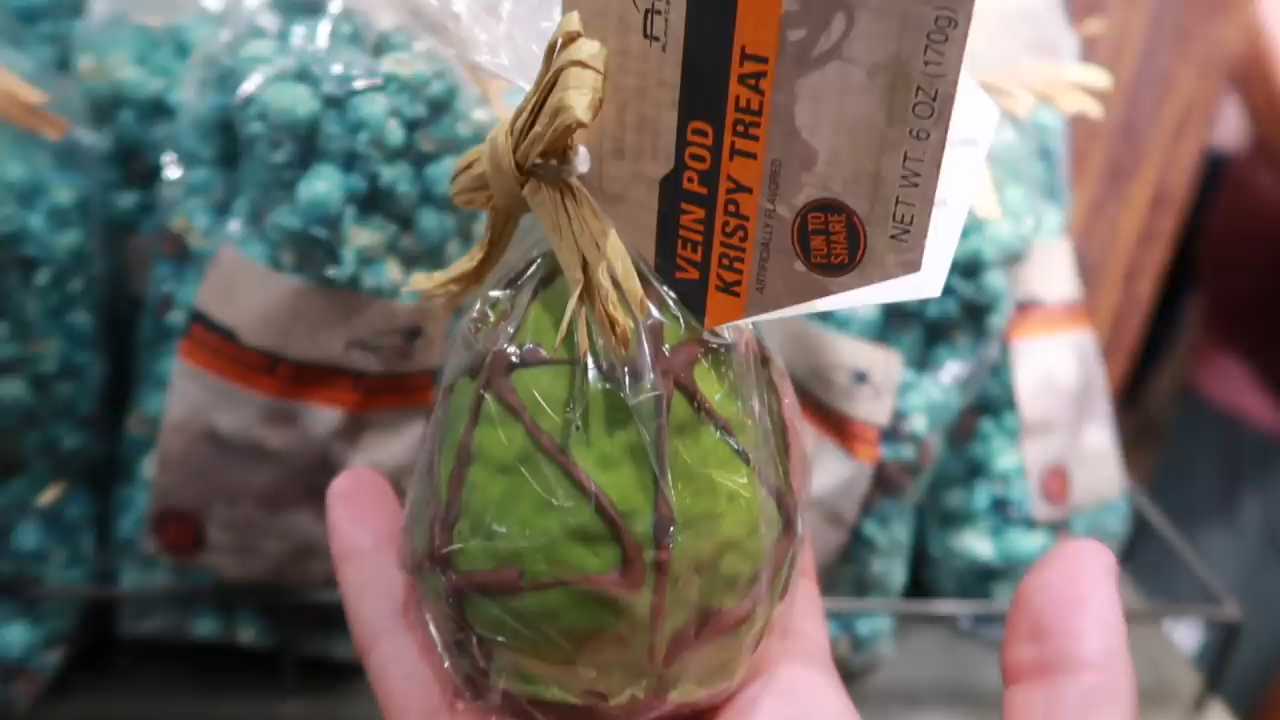 VEIN POD
KRISPY TREAT
ARTIFICIALLY FLAVORED
FUN TO
SHARE
NET WT. 6 OZ (170g)